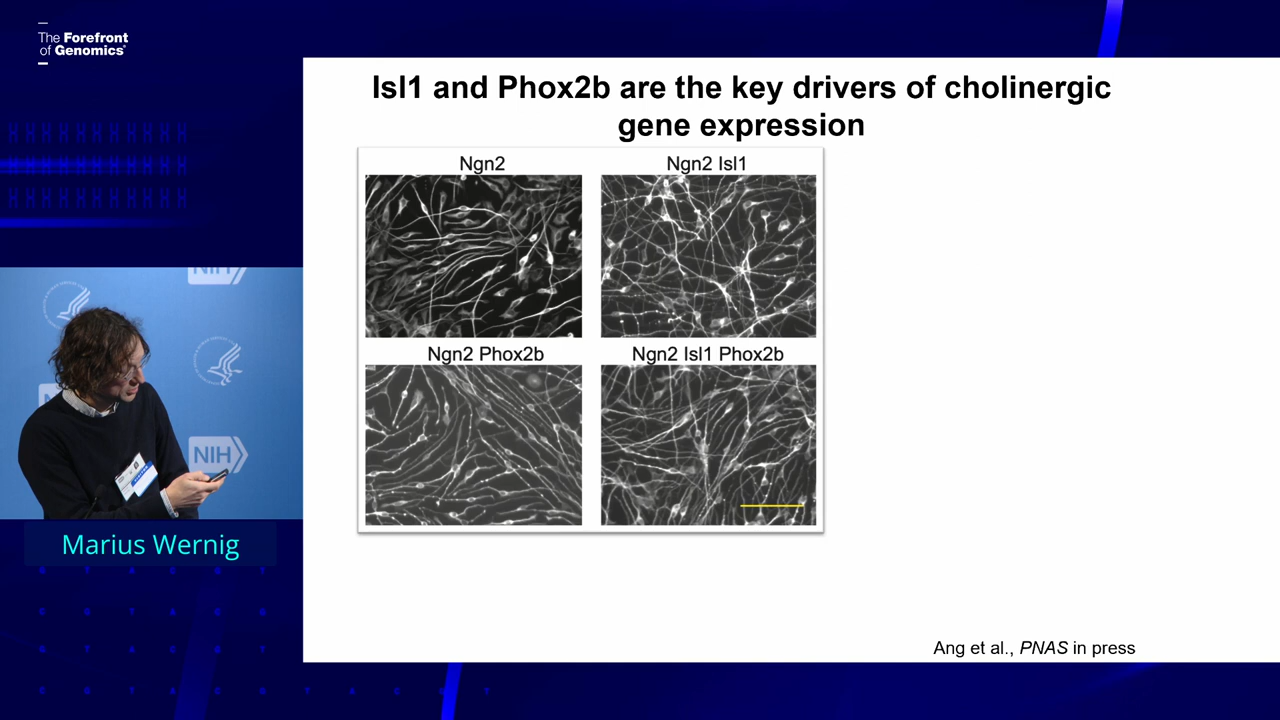 The Forefront
of Genomics®
Isl1 and Phox2b are the key drivers of cholinergic
gene expression
Ngn2
Ngn2 Isl1
Ngn2 Phox2b
Ngn2 Isl1 Phox2b
NIH
NIH
Marius Wernig
Ang et al., PNAS in press